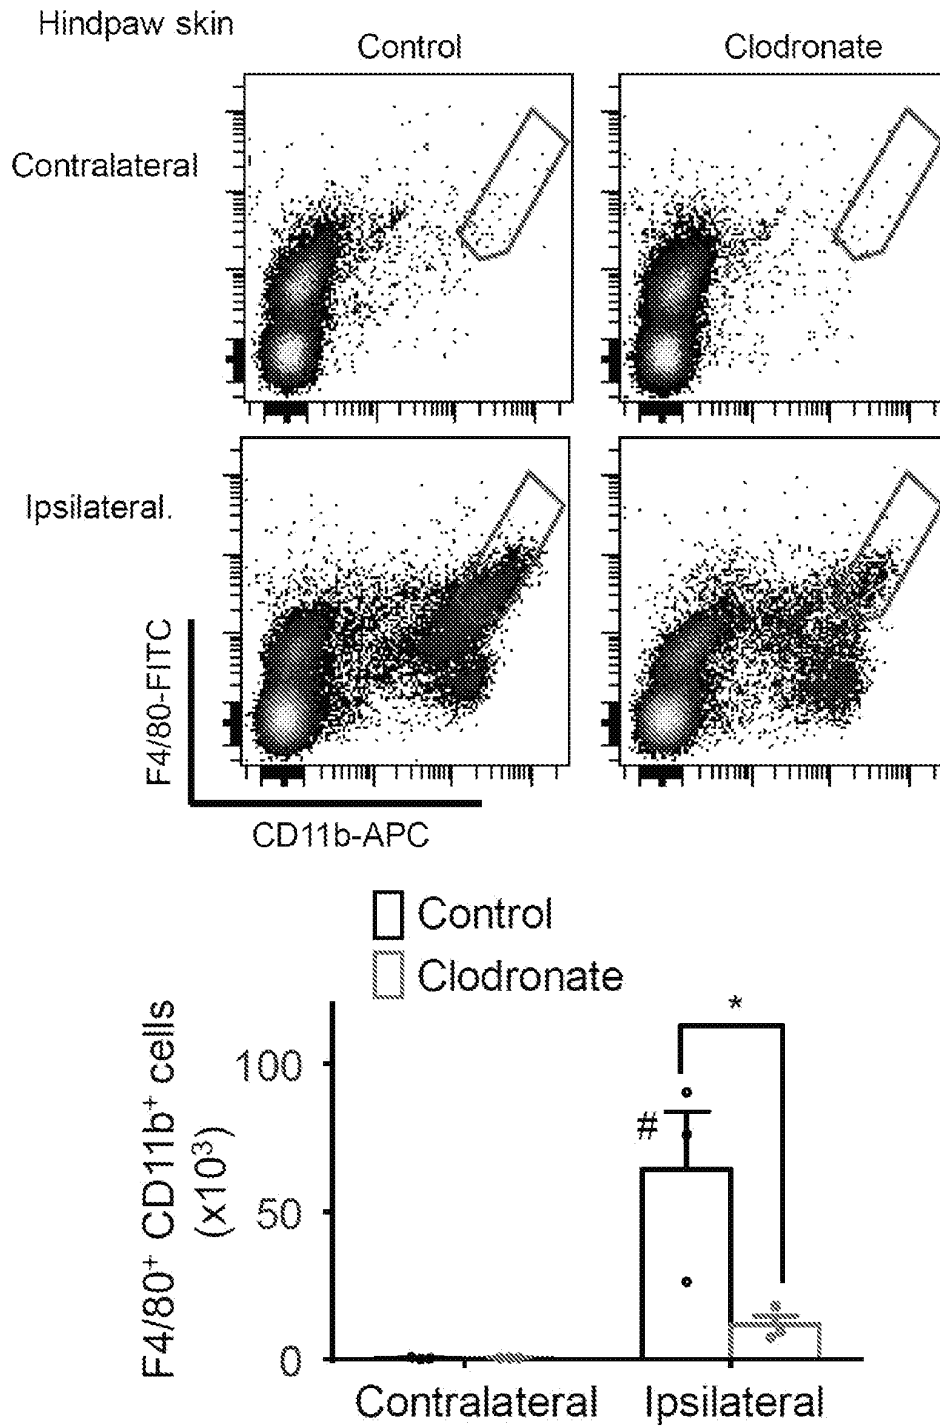 Hindpaw skin
Control
Clodronate
Contralateral
Ipsilateral.
F4/80-FITC
CD11b-APC
Control
Clodronate
F4/80⁺ CD11b⁺ cells
(x10³)
100
50
0
*
#
Contralateral
Ipsilateral